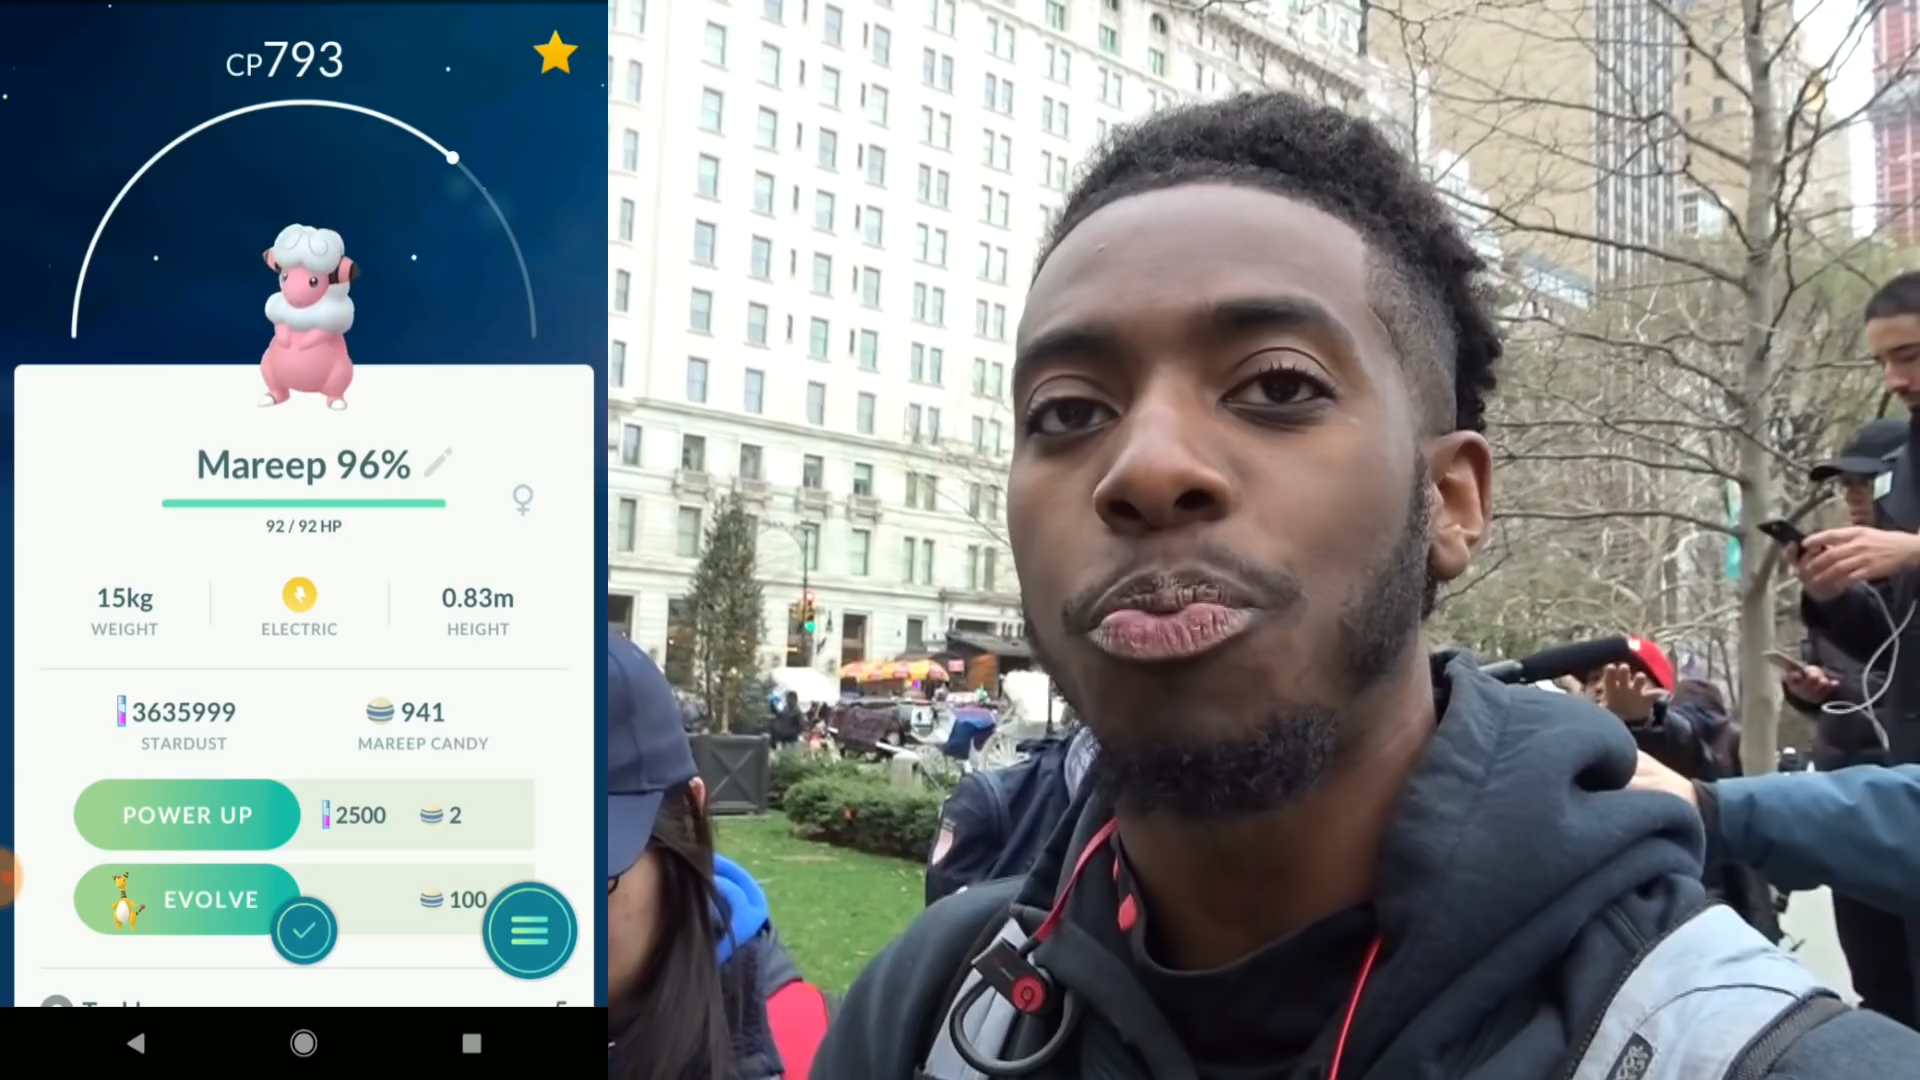 CP793
Mareep 96%
92 / 92 HP
15kg
WEIGHT
ELECTRIC
0.83m
HEIGHT
3635999
STARDUST
941
MAREEP CANDY
POWER UP
2500
2
EVOLVE
100